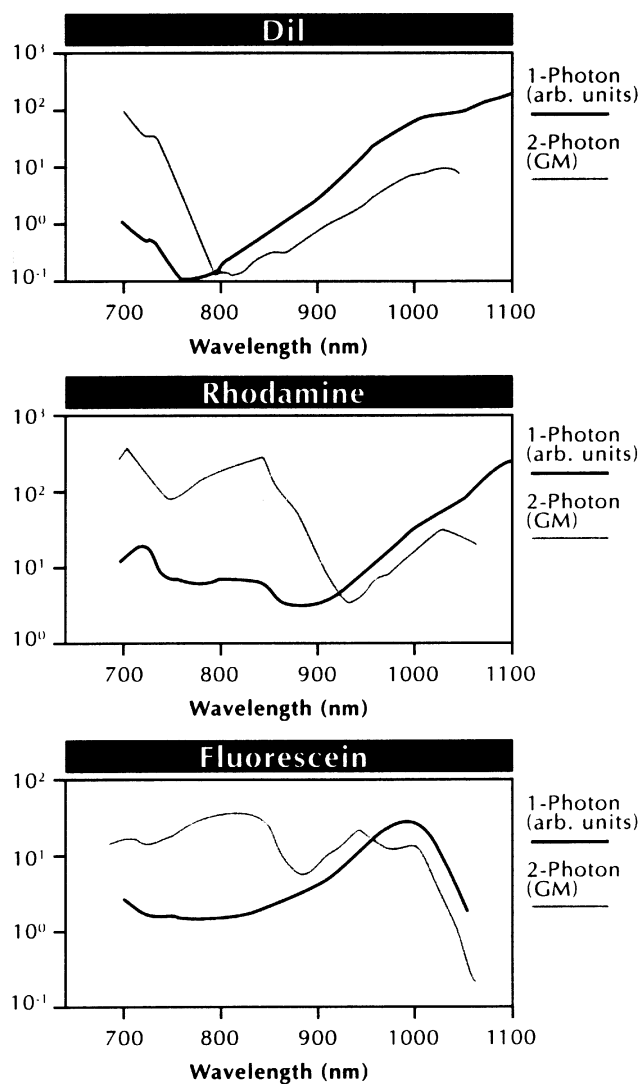 DiI
10³
10²
10¹
10⁰
10⁻¹
700 800 900 1000 1100
Wavelength (nm)
1-Photon
(arb. units)
2-Photon
(GM)
Rhodamine
10³
10²
10¹
10⁰
700 800 900 1000 1100
Wavelength (nm)
1-Photon
(arb. units)
2-Photon
(GM)
Fluorescein
10²
10¹
10⁰
10⁻¹
700 800 900 1000 1100
Wavelength (nm)
1-Photon
(arb. units)
2-Photon
(GM)